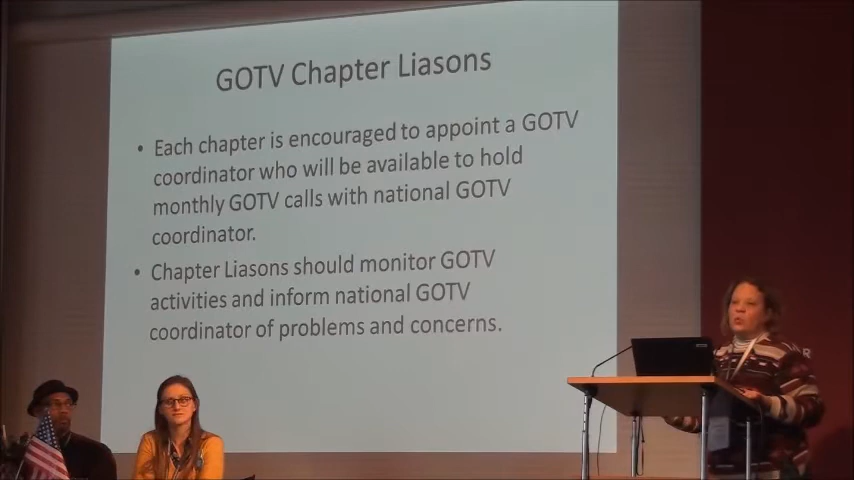 GOTV Chapter Liasons
• Each chapter is encouraged to appoint a GOTV
coordinator who will be available to hold
monthly GOTV calls with national GOTV
coordinator.
• Chapter Liasons should monitor GOTV
activities and inform national GOTV
coordinator of problems and concerns.